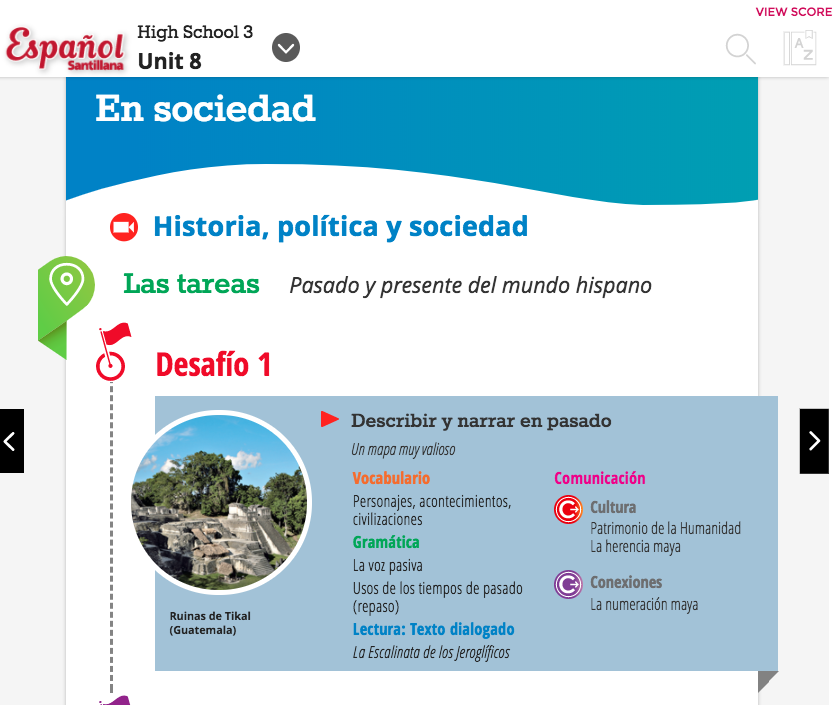 VIEW SCORE
Español
Santillana
High School 3
Unit 8
A
Z
En sociedad
Historia, política y sociedad
Las tareas Pasado y presente del mundo hispano
Desafío 1
Describir y narrar en pasado
Un mapa muy valioso
Vocabulario
Personajes, acontecimientos,
civilizaciones
Gramática
La voz pasiva
Usos de los tiempos de pasado
(repaso)
Lectura: Texto dialogado
La Escalinata de los Jeroglíficos
Comunicación
Cultura
Patrimonio de la Humanidad
La herencia maya
Conexiones
La numeración maya
Ruinas de Tikal
(Guatemala)